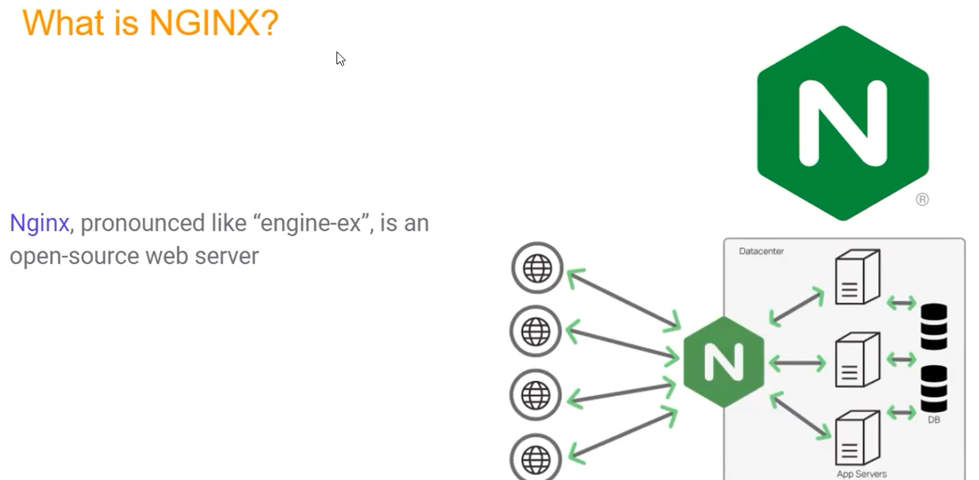 What is NGINX?
N
®
Nginx, pronounced like “engine-ex”, is an
open-source web server
Datacenter
N
DB
App Servers